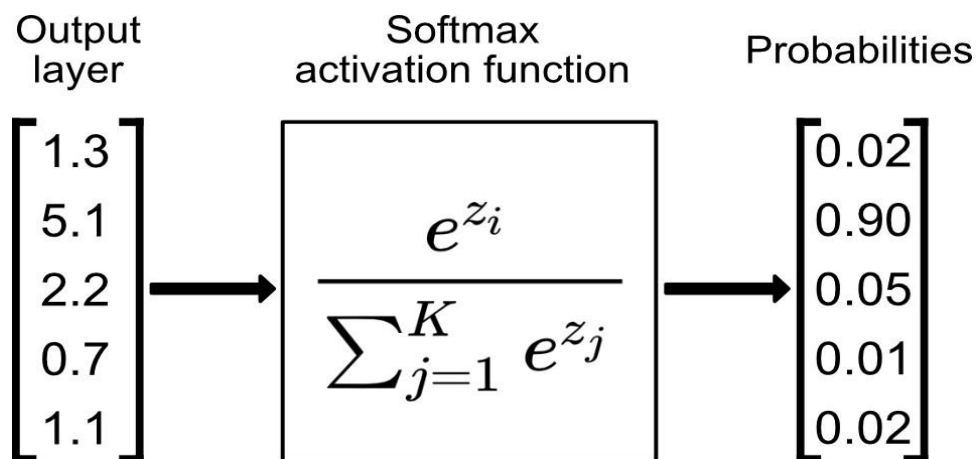 Output
layer
Softmax
activation function
Probabilities
1.3
5.1
2.2
0.7
1.1
e^{z_i}
∑_{j=1}^{K} e^{z_j}
0.02
0.90
0.05
0.01
0.02